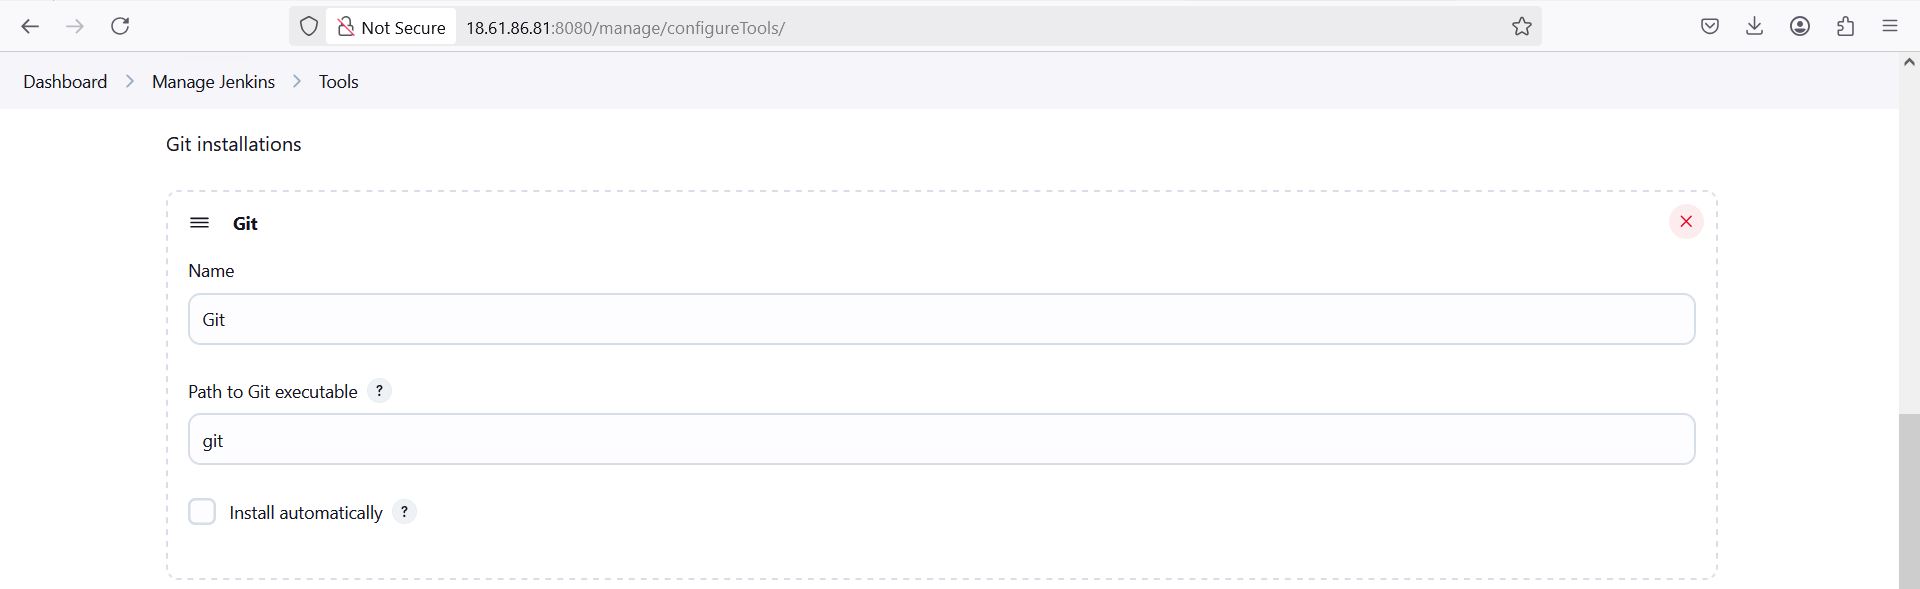 Not Secure 18.61.86.81:8080/manage/configureTools/
Dashboard > Manage Jenkins > Tools
Git installations
Git
Name
Git
Path to Git executable ?
git
Install automatically ?